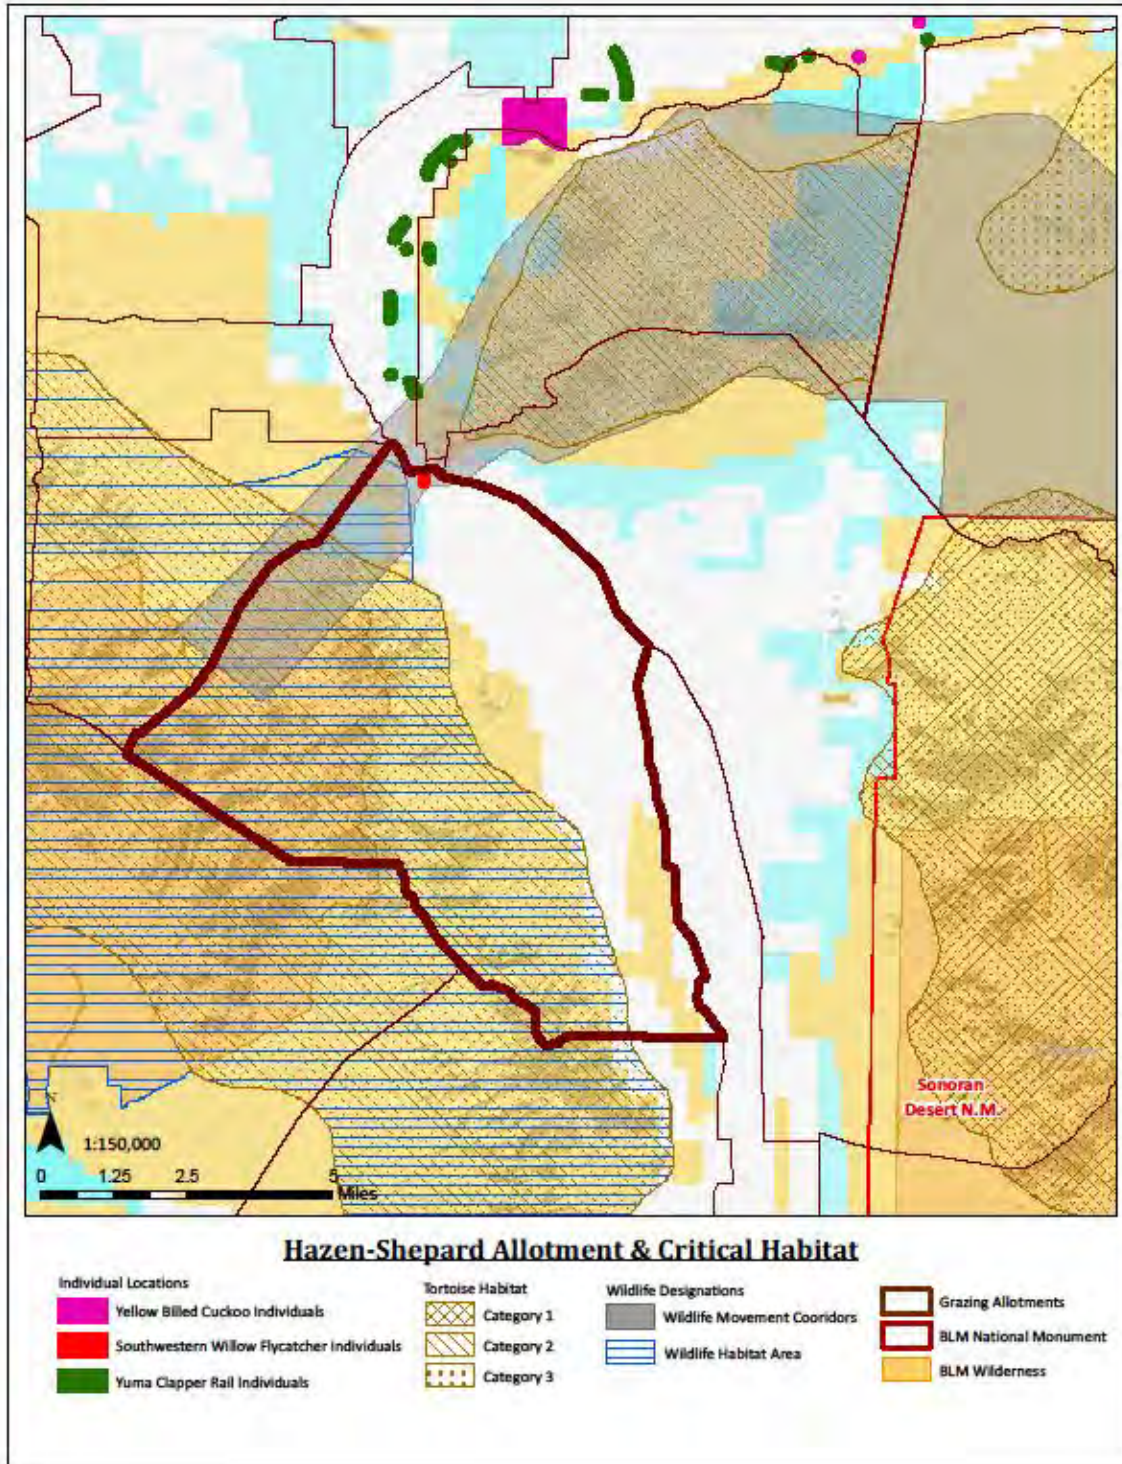 Sonoran
Desert N.M.
1:150,000
0 1.25 2.5 5
Miles
Hazen-Shepard Allotment & Critical Habitat
Individual Locations
Yellow Billed Cuckoo Individuals
Southwestern Willow Flycatcher Individuals
Yuma Clapper Rail Individuals
Tortoise Habitat
Category 1
Category 2
Category 3
Wildlife Designations
Wildlife Movement Cooridors
Wildlife Habitat Area
Grazing Allotments
BLM National Monument
BLM Wilderness